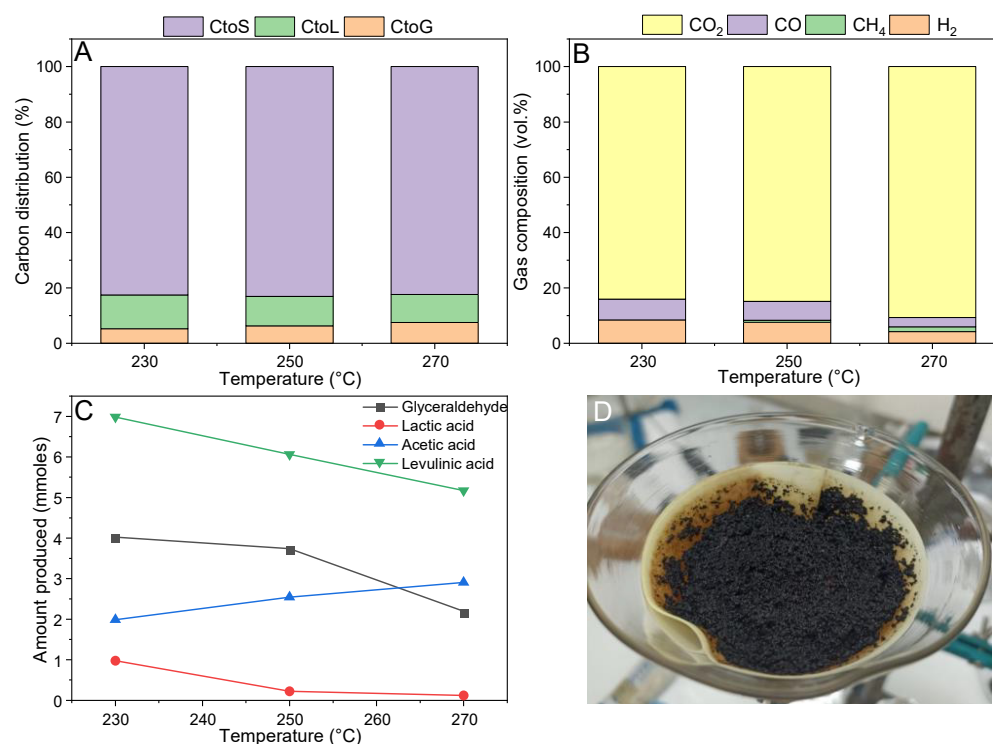 CtoS CtoL CtoG
A
Carbon distribution (%)
100
80
60
40
20
0
230 250 270
Temperature (°C)
CO₂ CO CH₄ H₂
B
Gas composition (vol.%)
100
80
60
40
20
0
230 250 270
Temperature (°C)
C
Glyceraldehyde
Lactic acid
Acetic acid
Levulinic acid
Amount produced (mmoles)
7
6
5
4
3
2
1
0
230 240 250 260 270
Temperature (°C)
D